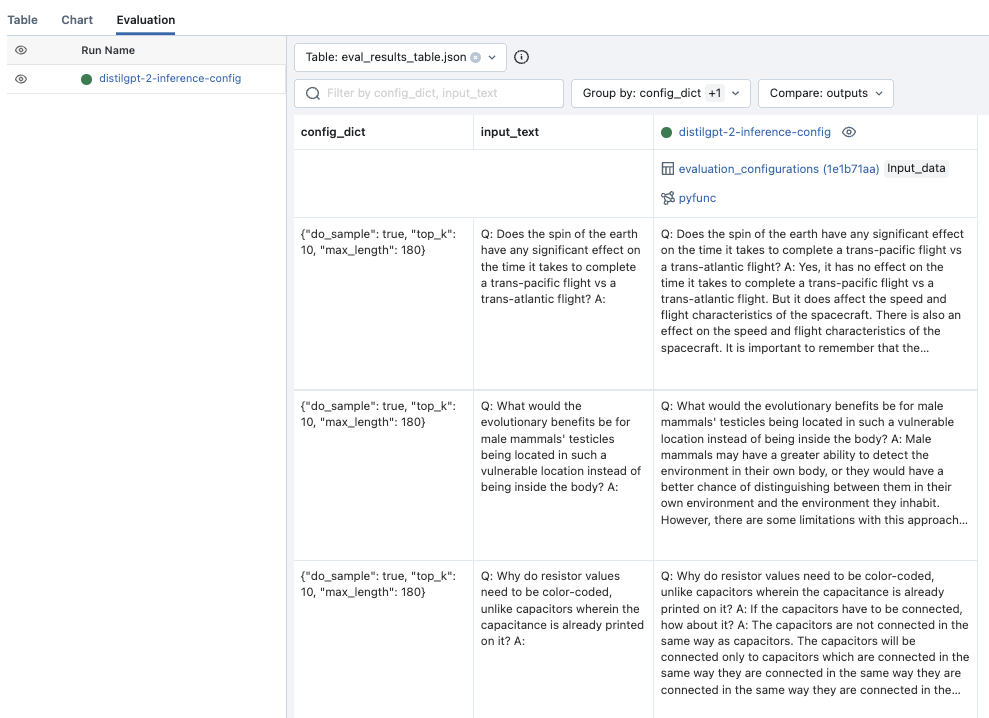 Table Chart Evaluation
Run Name
distilgpt-2-inference-config
Table: eval_results_table.json
Filter by config_dict, input_text
Group by: config_dict +1
Compare: outputs
config_dict
input_text
distilgpt-2-inference-config
evaluation_configurations (1e1b71aa) Input_data
pyfunc
{"do_sample": true, "top_k":
10, "max_length": 180}
Q: Does the spin of the earth
have any significant effect on
the time it takes to complete
a trans-pacific flight vs a
trans-atlantic flight? A:
Q: Does the spin of the earth have any significant effect
on the time it takes to complete a trans-pacific flight vs
a trans-atlantic flight? A: Yes, it has no effect on the
time it takes to complete a trans-pacific flight vs a
trans-atlantic flight. But it does affect the speed and
flight characteristics of the spacecraft. There is also an
effect on the speed and flight characteristics of the
spacecraft. It is important to remember that the...
{"do_sample": true, "top_k":
10, "max_length": 180}
Q: What would the
evolutionary benefits be for
male mammals' testicles
being located in such a
vulnerable location instead of
being inside the body? A:
Q: What would the evolutionary benefits be for male
mammals' testicles being located in such a vulnerable
location instead of being inside the body? A: Male
mammals may have a greater ability to detect the
environment in their own body, or they would have a
better chance of distinguishing between them in their
own environment and the environment they inhabit.
However, there are some limitations with this approach...
{"do_sample": true, "top_k":
10, "max_length": 180}
Q: Why do resistor values
need to be color-coded,
unlike capacitors wherein the
capacitance is already printed
on it? A:
Q: Why do resistor values need to be color-coded,
unlike capacitors wherein the capacitance is already
printed on it? A: If the capacitors have to be connected,
how about it? A: The capacitors are not connected in the
same way as capacitors. The capacitors will be
connected only to capacitors which are connected in the
same way they are connected in the same way they are
connected in the same way they are connected in the...